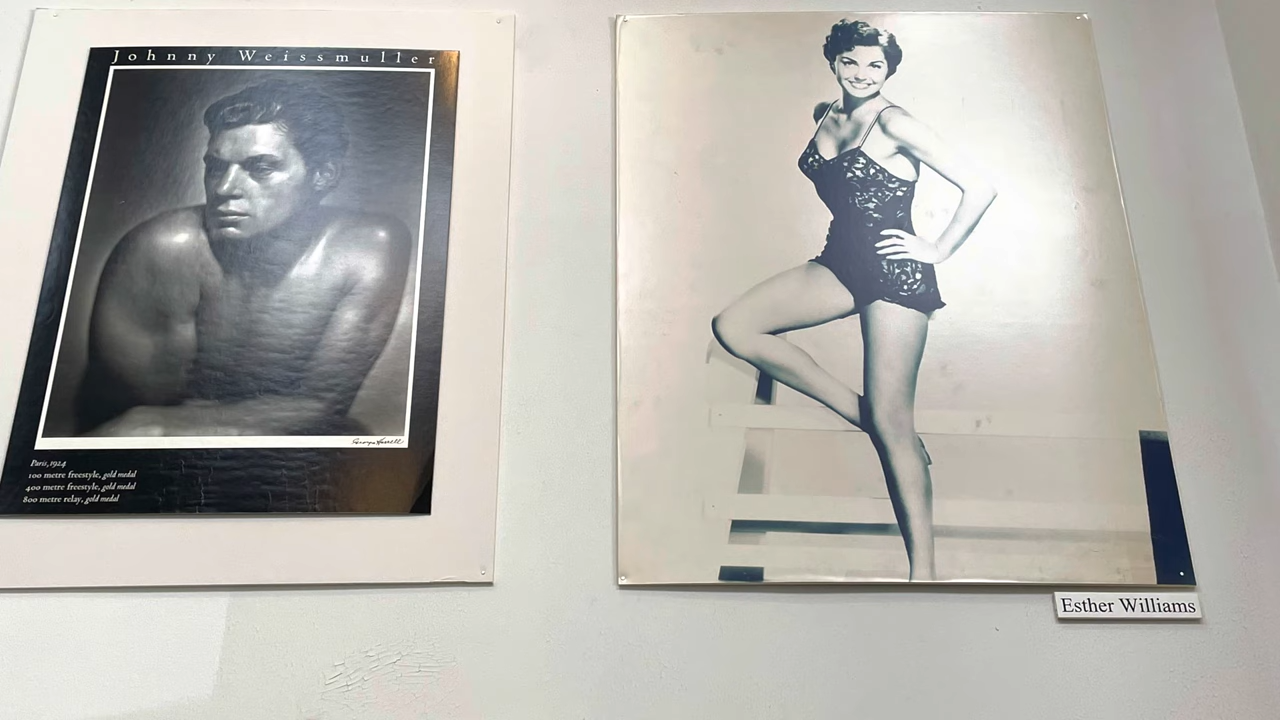 Johnny Weissmuller
Paris, 1924
100 metre freestyle, gold medal
400 metre freestyle, gold medal
800 metre relay, gold medal
Esther Williams